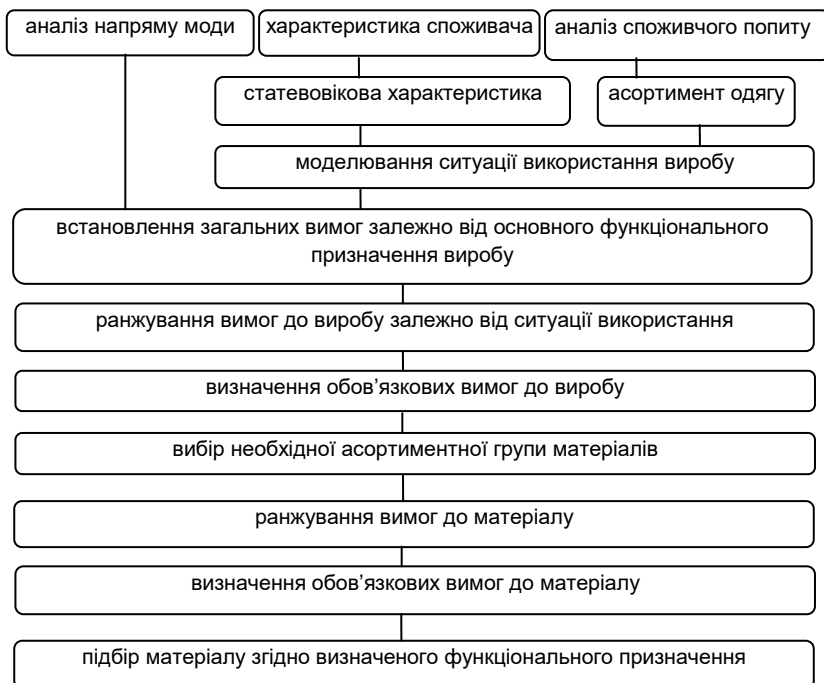 аналіз напряму моди
характеристика споживача
аналіз споживчого попиту
статевовікова характеристика
асортимент одягу
моделювання ситуації використання виробу
встановлення загальних вимог залежно від основного функціонального
призначення виробу
ранжування вимог до виробу залежно від ситуації використання
визначення обов’язкових вимог до виробу
вибір необхідної асортиментної групи матеріалів
ранжування вимог до матеріалу
визначення обов’язкових вимог до матеріалу
підбір матеріалу згідно визначеного функціонального призначення